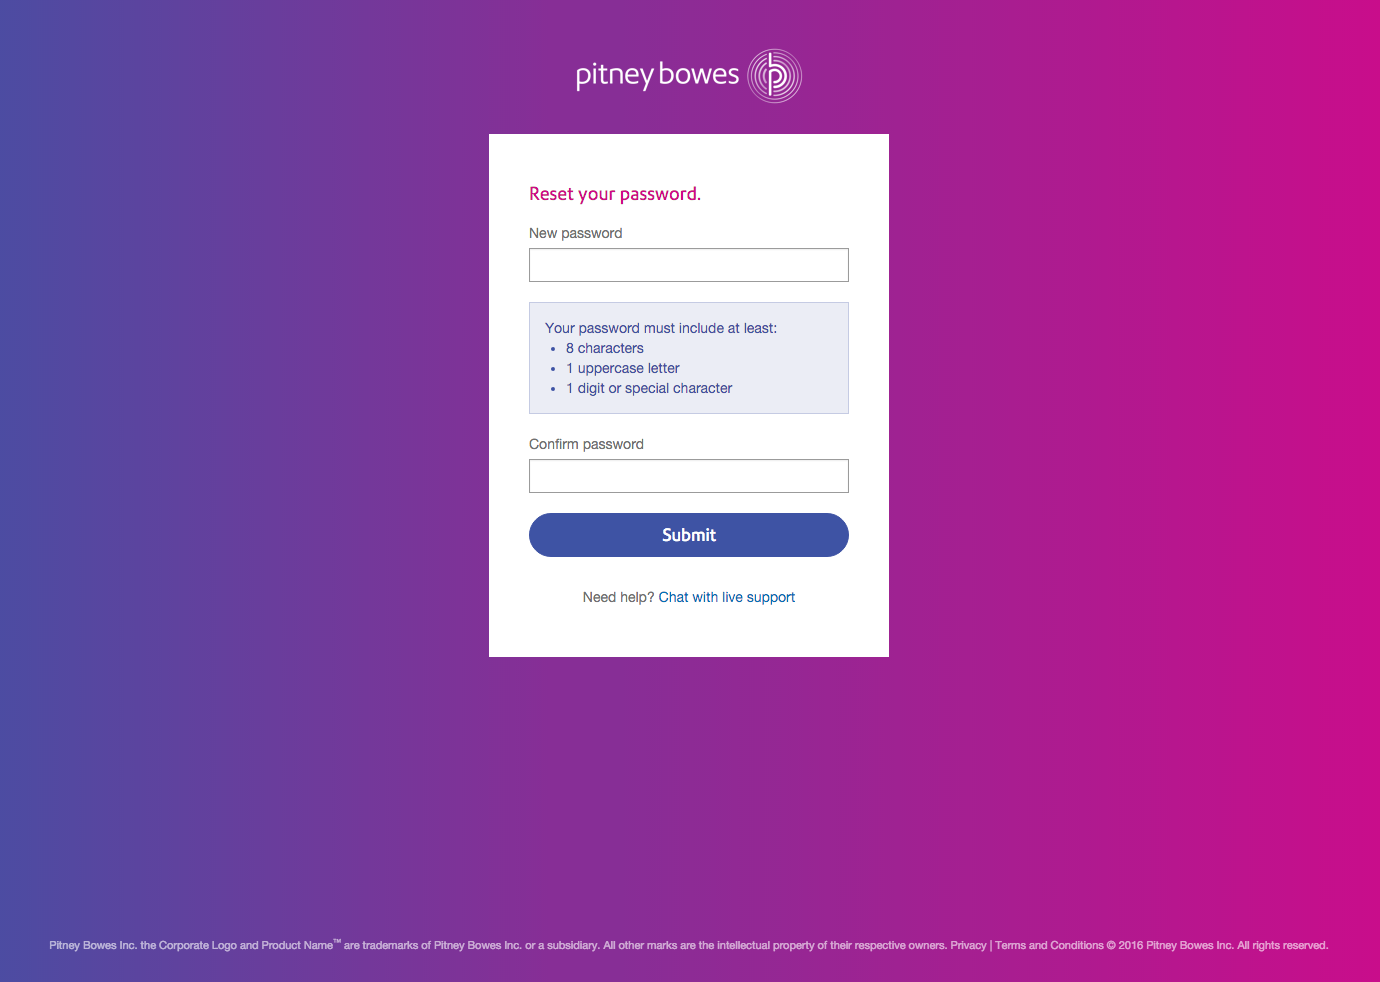 pitney bowes
Reset your password.
New password
Your password must include at least:
• 8 characters
• 1 uppercase letter
• 1 digit or special character
Confirm password
Submit
Need help? Chat with live support
Pitney Bowes Inc. the Corporate Logo and Product Name™ are trademarks of Pitney Bowes Inc. or a subsidiary. All other marks are the intellectual property of their respective owners. Privacy | Terms and Conditions © 2016 Pitney Bowes Inc. All rights reserved.